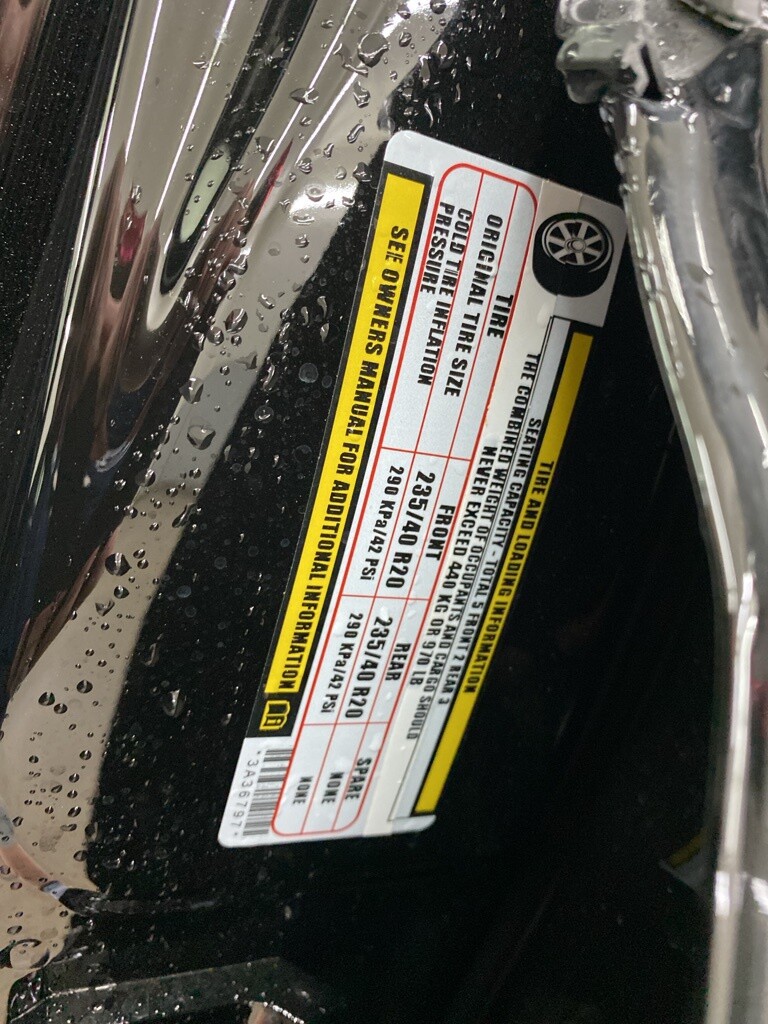 TIRE AND LOADING INFORMATION
SEATING CAPACITY - TOTAL 5 FRONT 2 REAR 3
THE COMBINED WEIGHT OF OCCUPANTS AND CARGO SHOULD
NEVER EXCEED 440 KG OR 970 LB
TIRE FRONT REAR SPARE
ORIGINAL TIRE SIZE 235/40 R20 235/40 R20 NONE
COLD TIRE INFLATION PRESSURE 290 KPa/42 PSi 290 KPa/42 PSi NONE
SEE OWNERS MANUAL FOR ADDITIONAL INFORMATION
*3A36797*